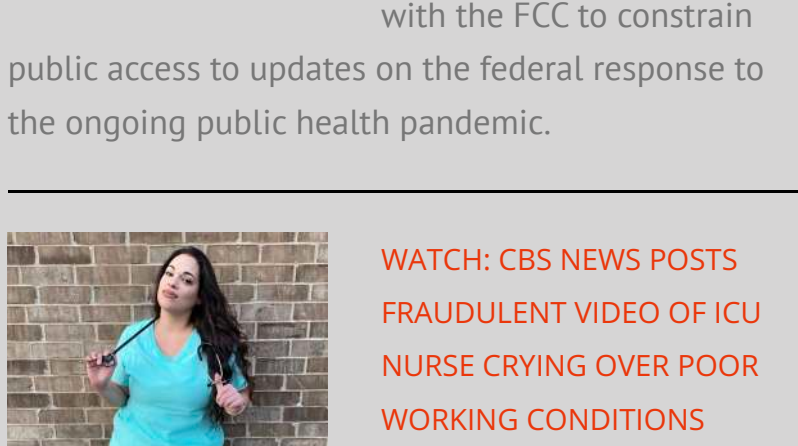 with the FCC to constrain
public access to updates on the federal response to
the ongoing public health pandemic.
WATCH: CBS NEWS POSTS
FRAUDULENT VIDEO OF ICU
NURSE CRYING OVER POOR
WORKING CONDITIONS